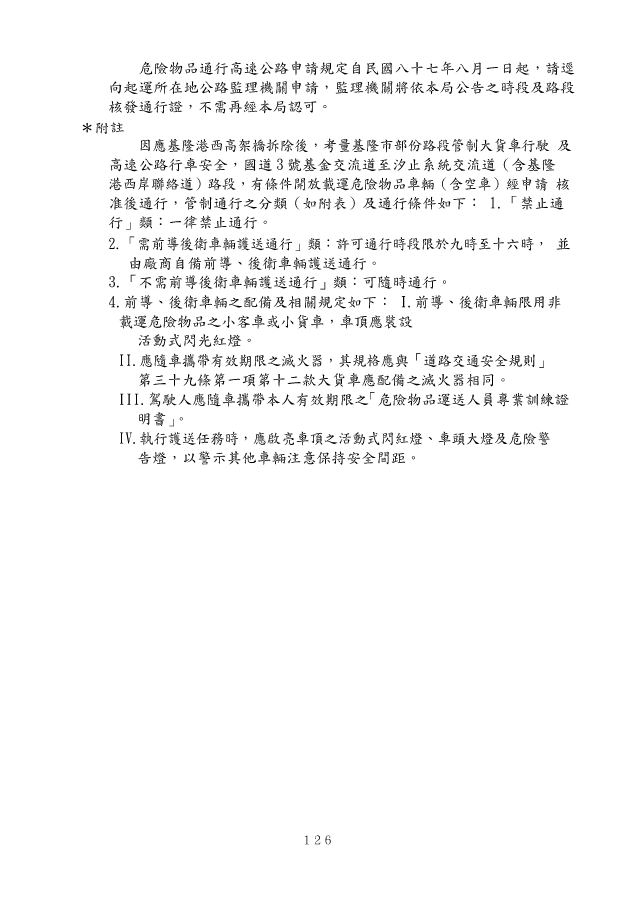 危險物品通行高速公路申請規定自民國八十七年八月一日起，請逕
向起運所在地公路監理機關申請，監理機關將依本局公告之時段及路段
核發通行證，不需再經本局認可。
＊附註
因應基隆港西高架橋拆除後，考量基隆市部份路段管制大貨車行駛 及
高速公路行車安全，國道3號基金交流道至汐止系統交流道（含基隆
港西岸聯絡道）路段，有條件開放載運危險物品車輛（含空車）經申請 核
准後通行，管制通行之分類（如附表）及通行條件如下： 1.「禁止通
行」類：一律禁止通行。
2.「需前導後衛車輛護送通行」類：許可通行時段限於九時至十六時， 並
由廠商自備前導、後衛車輛護送通行。
3.「不需前導後衛車輛護送通行」類：可隨時通行。
4.前導、後衛車輛之配備及相關規定如下： I.前導、後衛車輛限用非
載運危險物品之小客車或小貨車，車頂應裝設
活動式閃光紅燈。
II.應隨車攜帶有效期限之滅火器，其規格應與「道路交通安全規則」
第三十九條第一項第十二款大貨車應配備之滅火器相同。
III.駕駛人應隨車攜帶本人有效期限之「危險物品運送人員專業訓練證
明書」。
IV.執行護送任務時，應啟亮車頂之活動式閃紅燈、車頭大燈及危險警
告燈，以警示其他車輛注意保持安全間距。
126